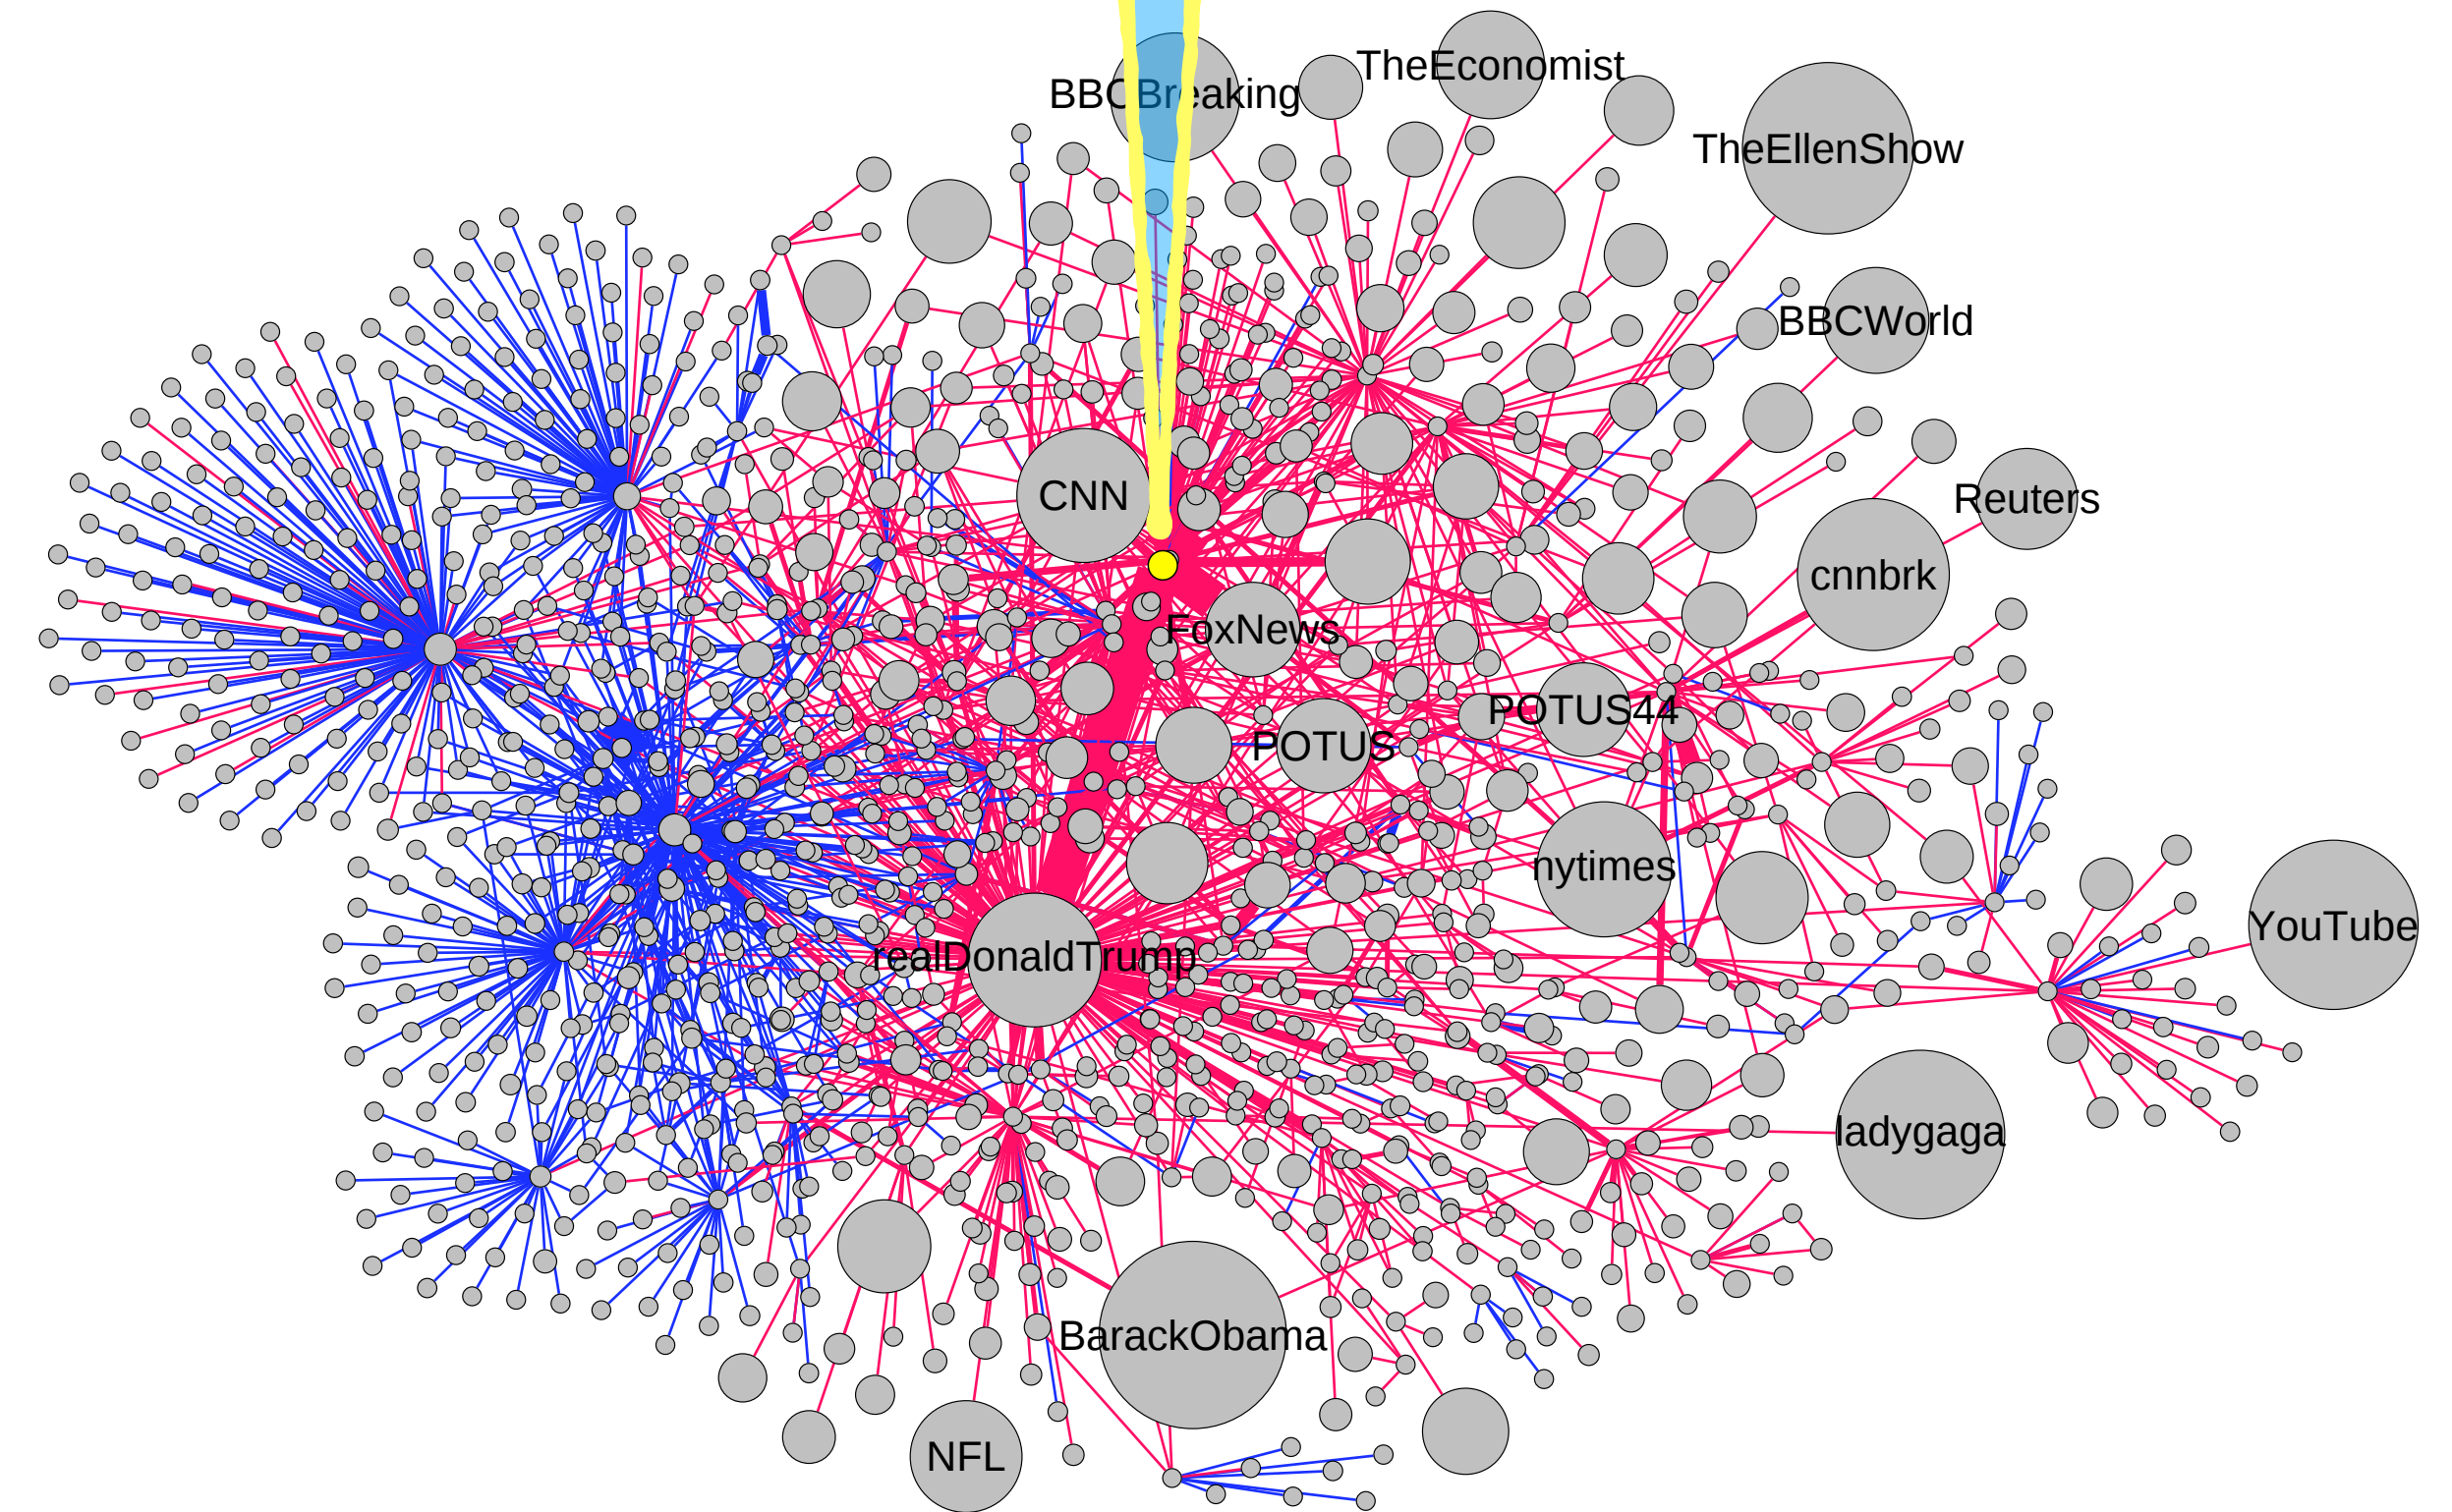 TheEconomist
BBCBreaking
TheEllenShow
BBCWorld
CNN
Reuters
cnnbrk
FoxNews
POTUS44
POTUS
nytimes
YouTube
realDonaldTrump
ladygaga
BarackObama
NFL